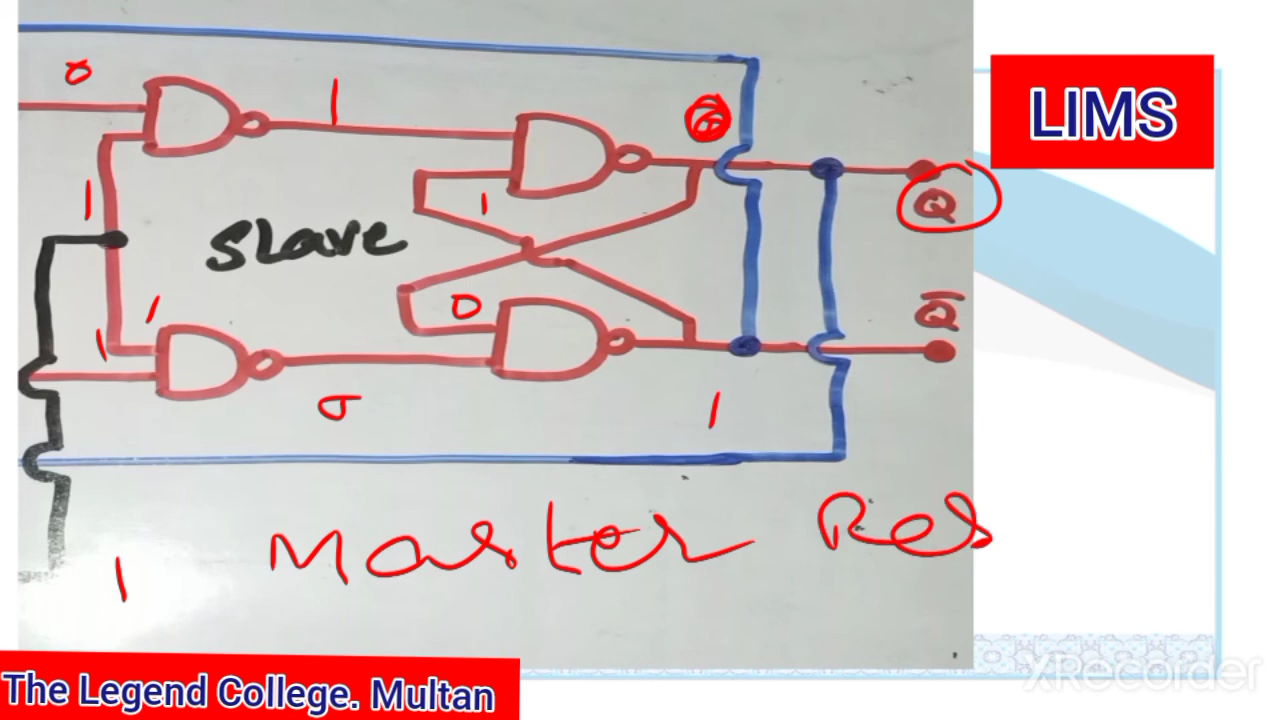 LIMS
0
1
1
Q
Slave
1
0
Q̅
1
1
0
1
Master Res
1
The Legend College. Multan
XRecorder